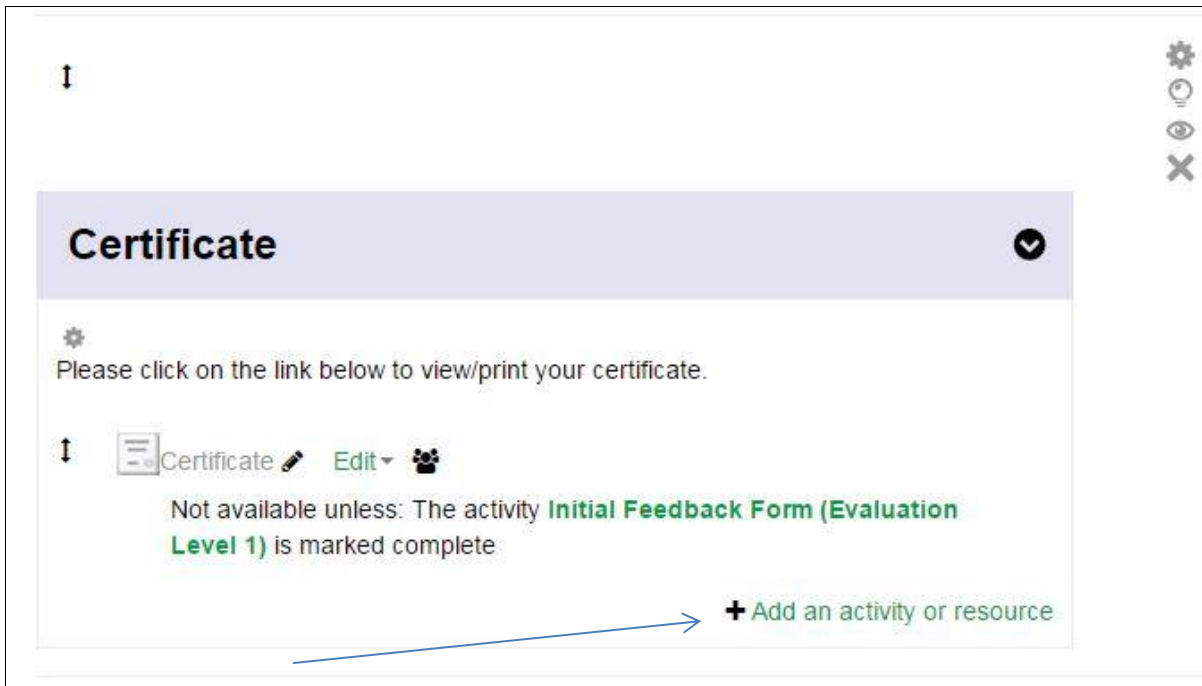 Certificate
Please click on the link below to view/print your certificate.
Certificate Edit
Not available unless: The activity Initial Feedback Form (Evaluation
Level 1) is marked complete
Add an activity or resource